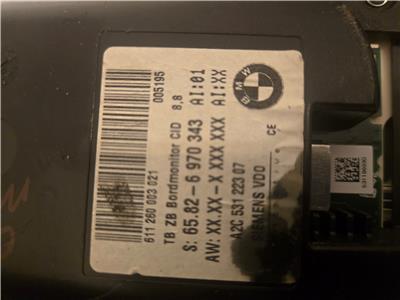 611 260 003 021
005195
TB ZB Bordmonitor CID 8,8
S: 65.82-6 970 343 AI:01
AW: XX.XX-X XXX XXX AI:XX
A2C 531 223 07
SIEMENS VDO
CE
BMW